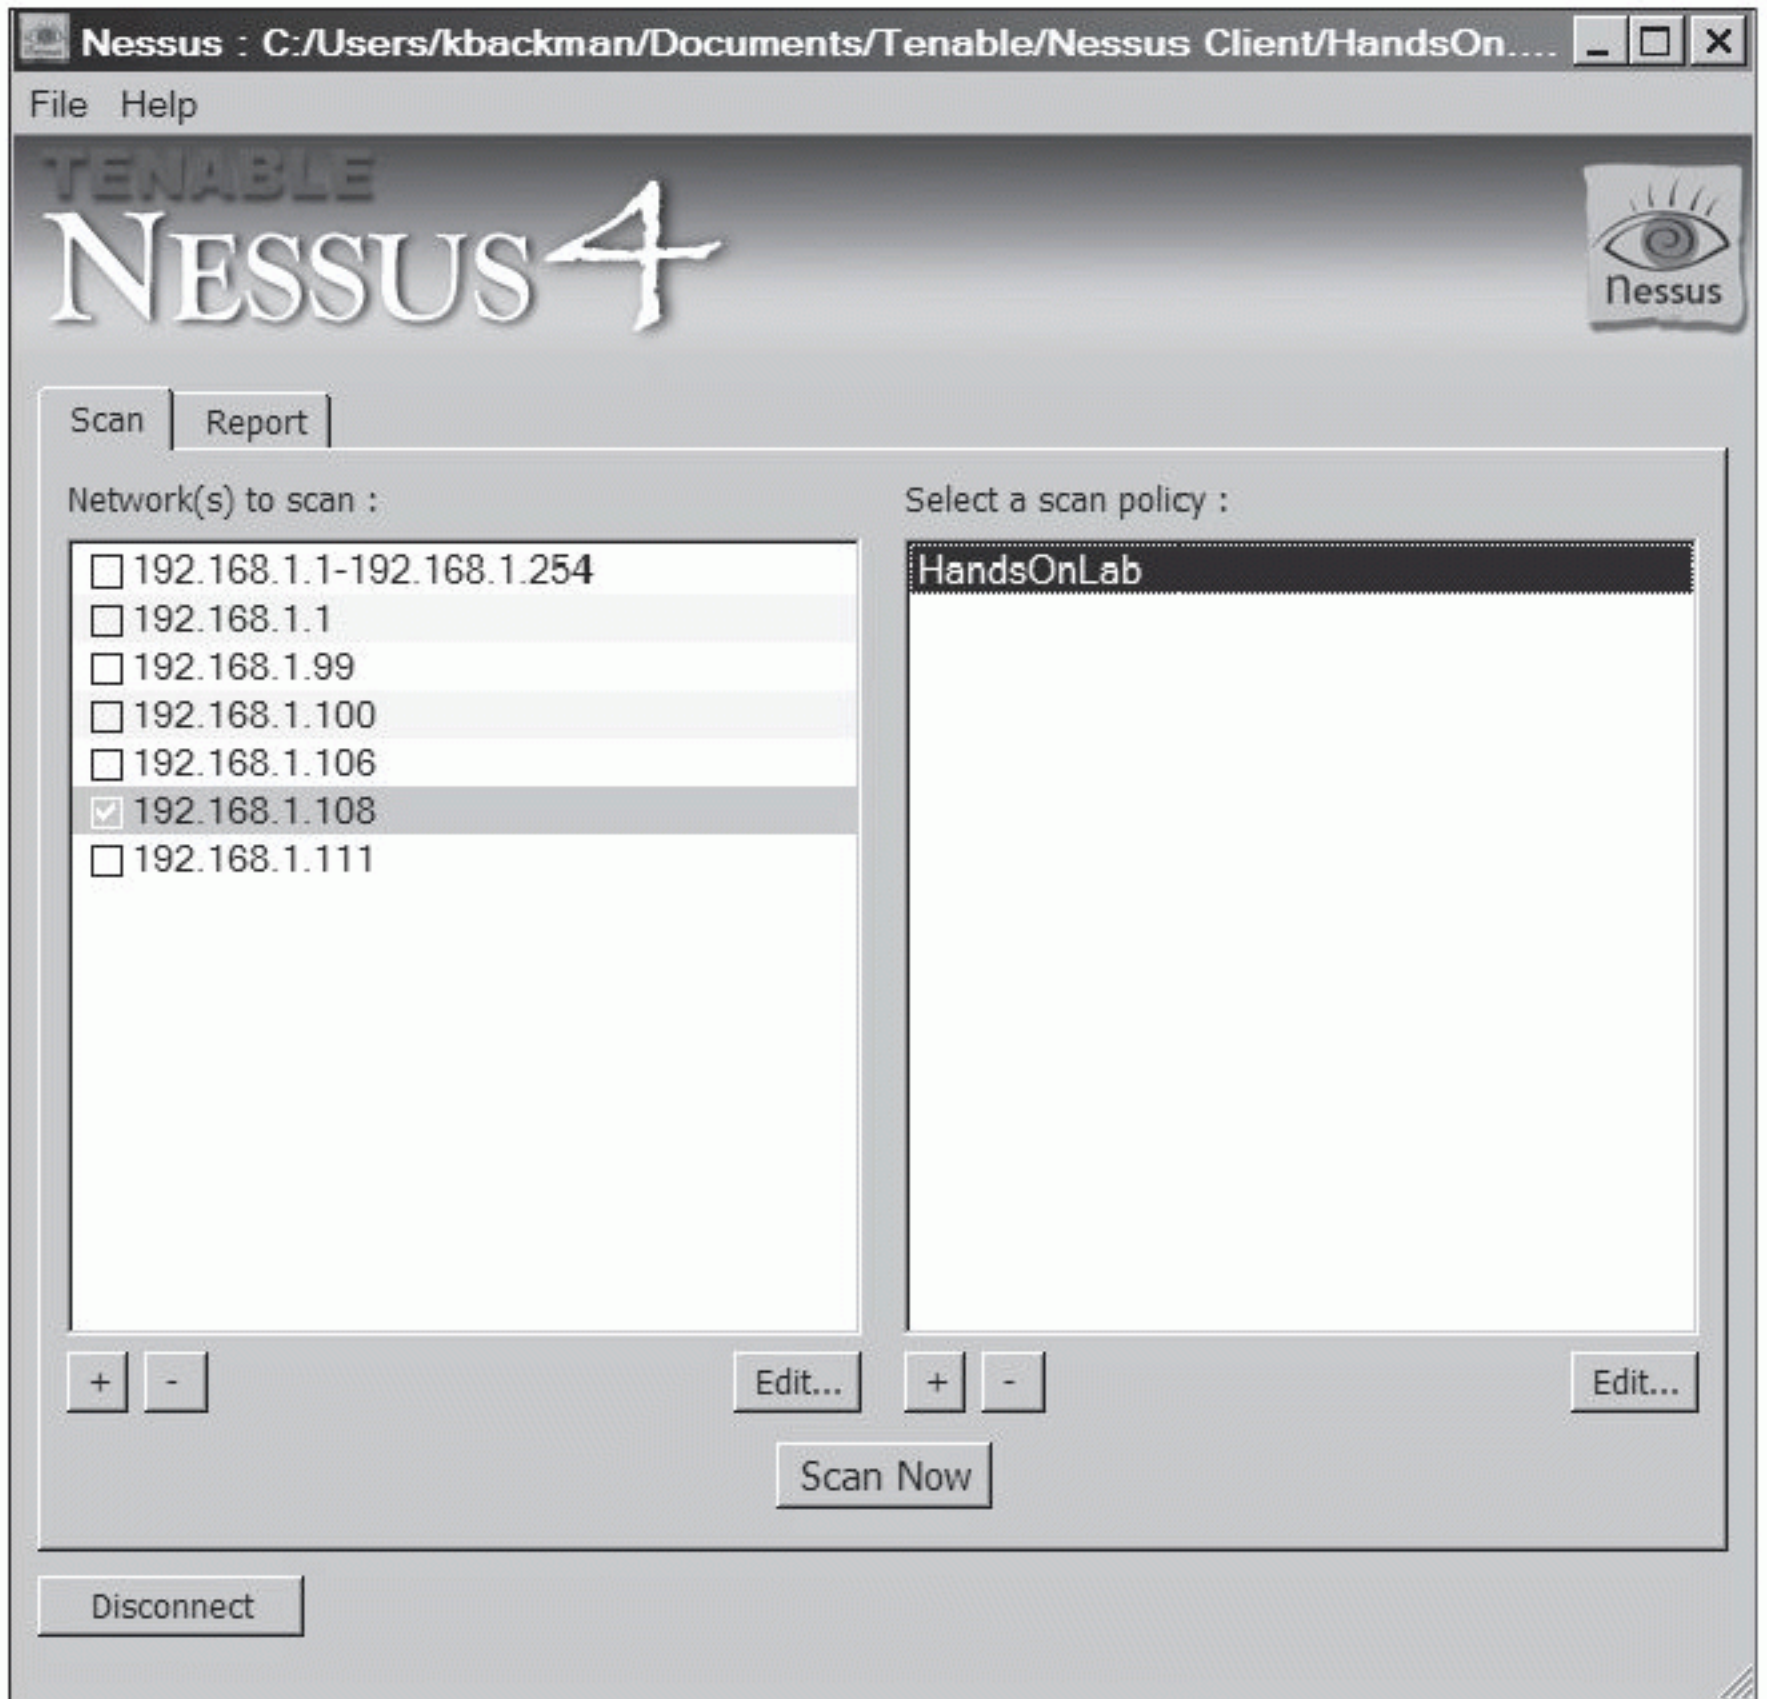 Nessus : C:/Users/kbackman/Documents/Tenable/Nessus Client/HandsOn....
File Help
TENABLE
NESSUS 4
nessus
Scan Report
Network(s) to scan : Select a scan policy :
192.168.1.1-192.168.1.254 HandsOnLab
192.168.1.1
192.168.1.99
192.168.1.100
192.168.1.106
192.168.1.108
192.168.1.111
+ - Edit... + - Edit...
Scan Now
Disconnect